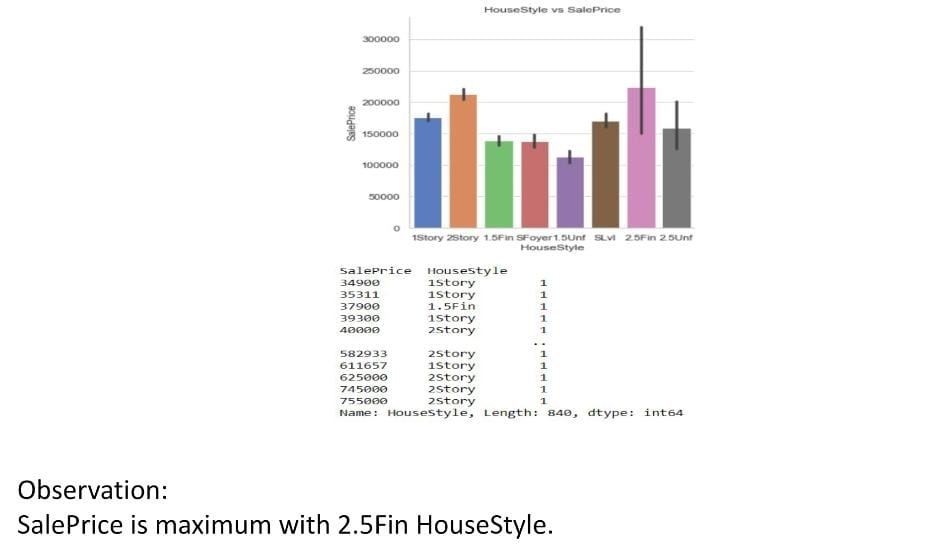 HouseStyle vs SalePrice
300000
250000
200000
150000
100000
50000
0
SalePrice
1Story 2Story 1.5Fin SFoyer 1.5Unf SLvl 2.5Fin 2.5Unf
HouseStyle
SalePrice HouseStyle
34900 1Story 1
35311 1Story 1
37900 1.5Fin 1
39300 1Story 1
40000 2Story 1
..
582933 2Story 1
611657 1Story 1
625000 2Story 1
745000 2Story 1
755000 2Story 1
Name: HouseStyle, Length: 840, dtype: int64
Observation:
SalePrice is maximum with 2.5Fin HouseStyle.